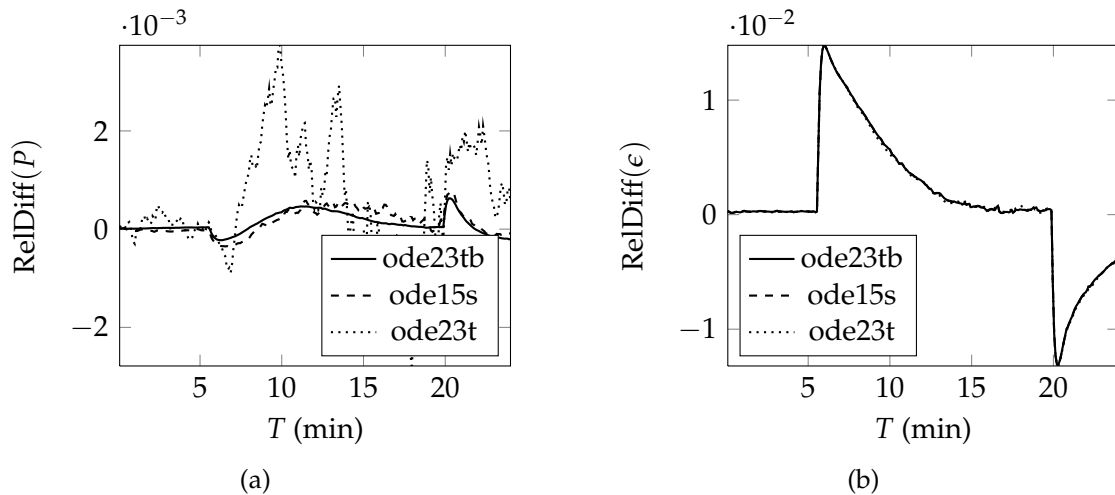 ·10⁻³
RelDiff(P)
2
0
−2
5 10 15 20
T (min)
ode23tb
ode15s
ode23t
(a)
·10⁻²
RelDiff(ϵ)
1
0
−1
5 10 15 20
T (min)
ode23tb
ode15s
ode23t
(b)